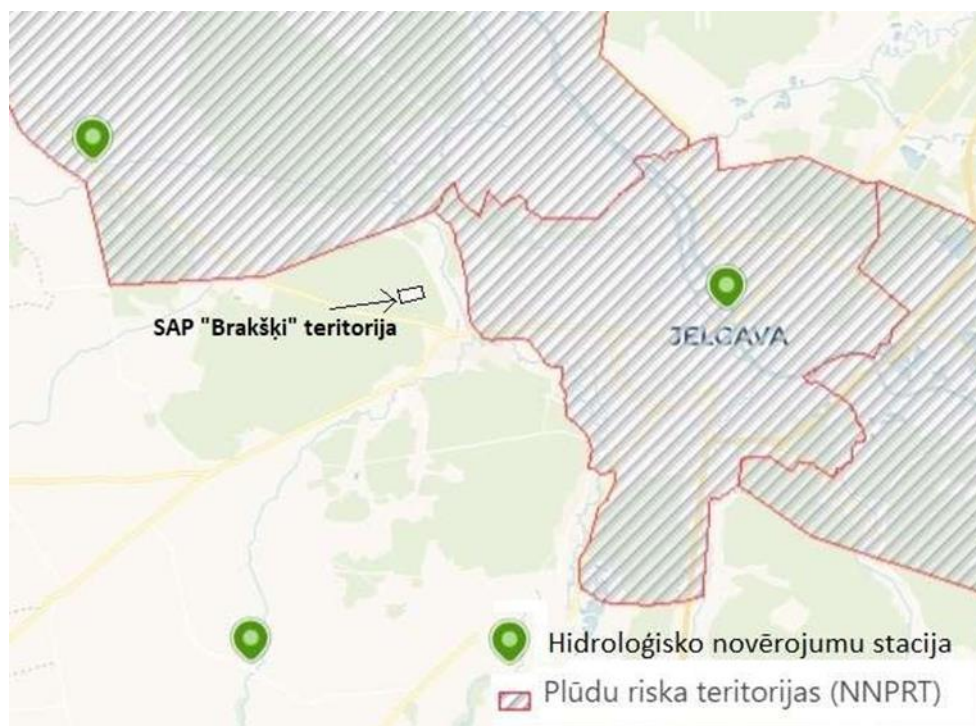 SAP "Brakšķi" teritorija
JELGAVA
Hidroloģisko novērojumu stacija
Plūdu riska teritorijas (NNPRT)